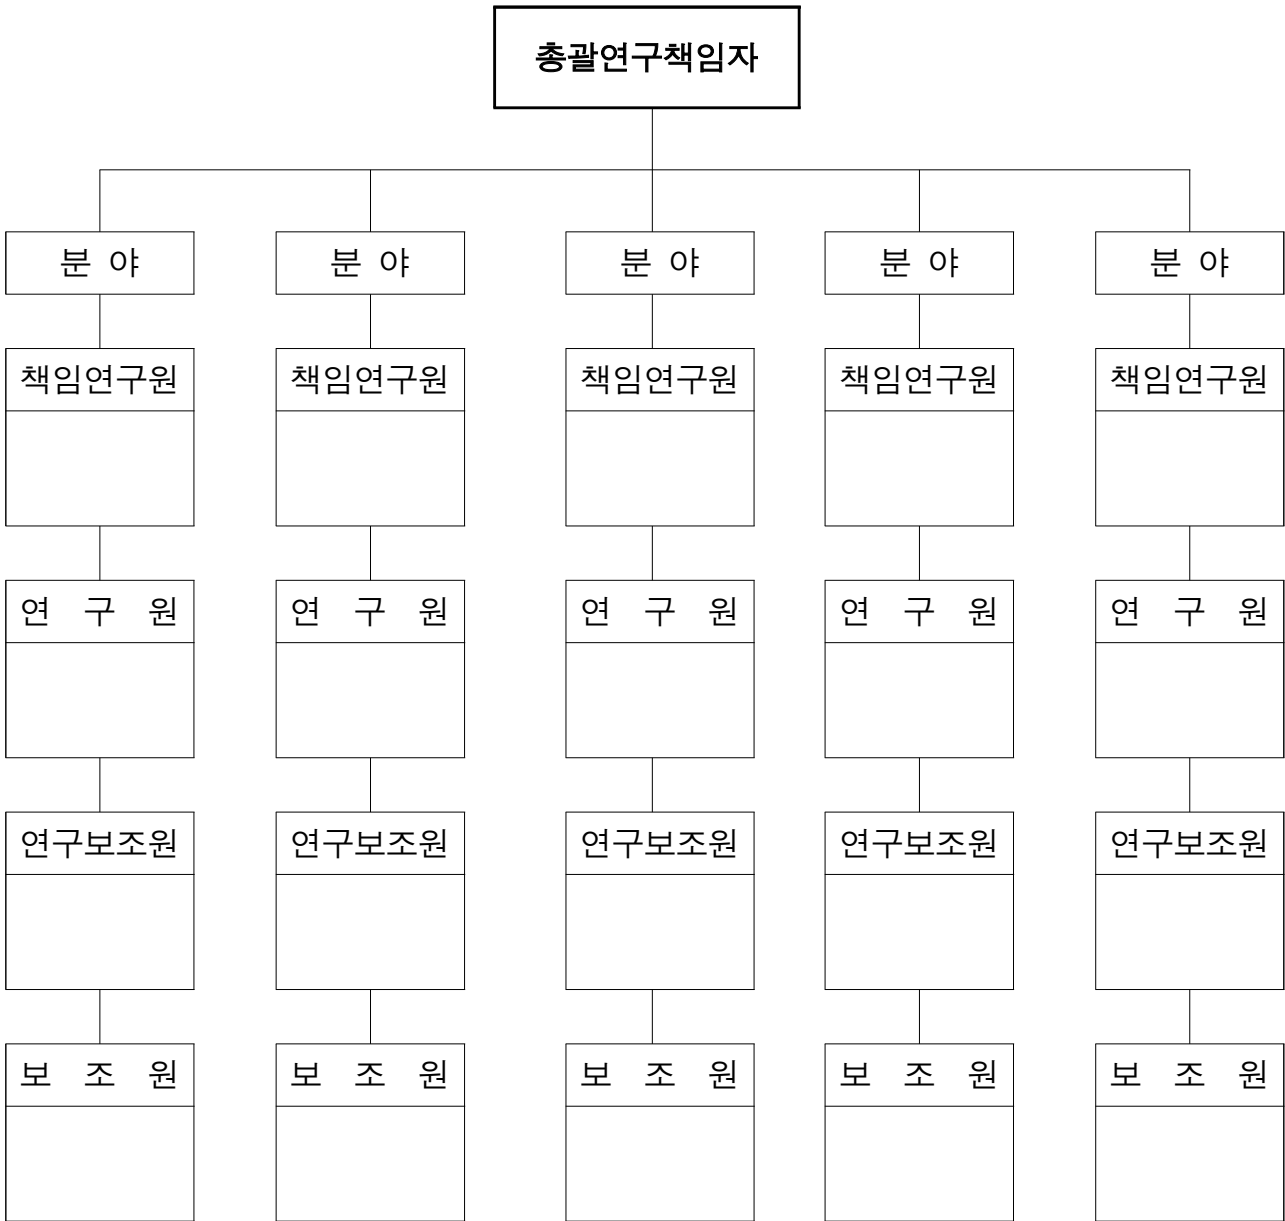 총괄연구책임자
분 야 분 야 분 야 분 야 분 야
책임연구원 책임연구원 책임연구원 책임연구원 책임연구원
연 구 원 연 구 원 연 구 원 연 구 원 연 구 원
연구보조원 연구보조원 연구보조원 연구보조원 연구보조원
보 조 원 보 조 원 보 조 원 보 조 원 보 조 원